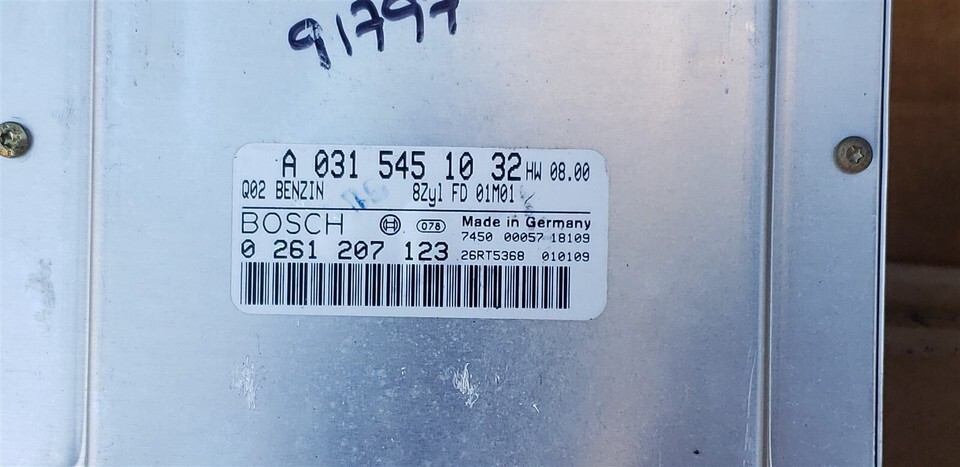 91797
A 031 545 10 32 HW 08.00
Q02 BENZIN 8Zyl FD 01M01
BOSCH 078 Made in Germany
7450 00057 18109
0 261 207 123 26RT5368 010109